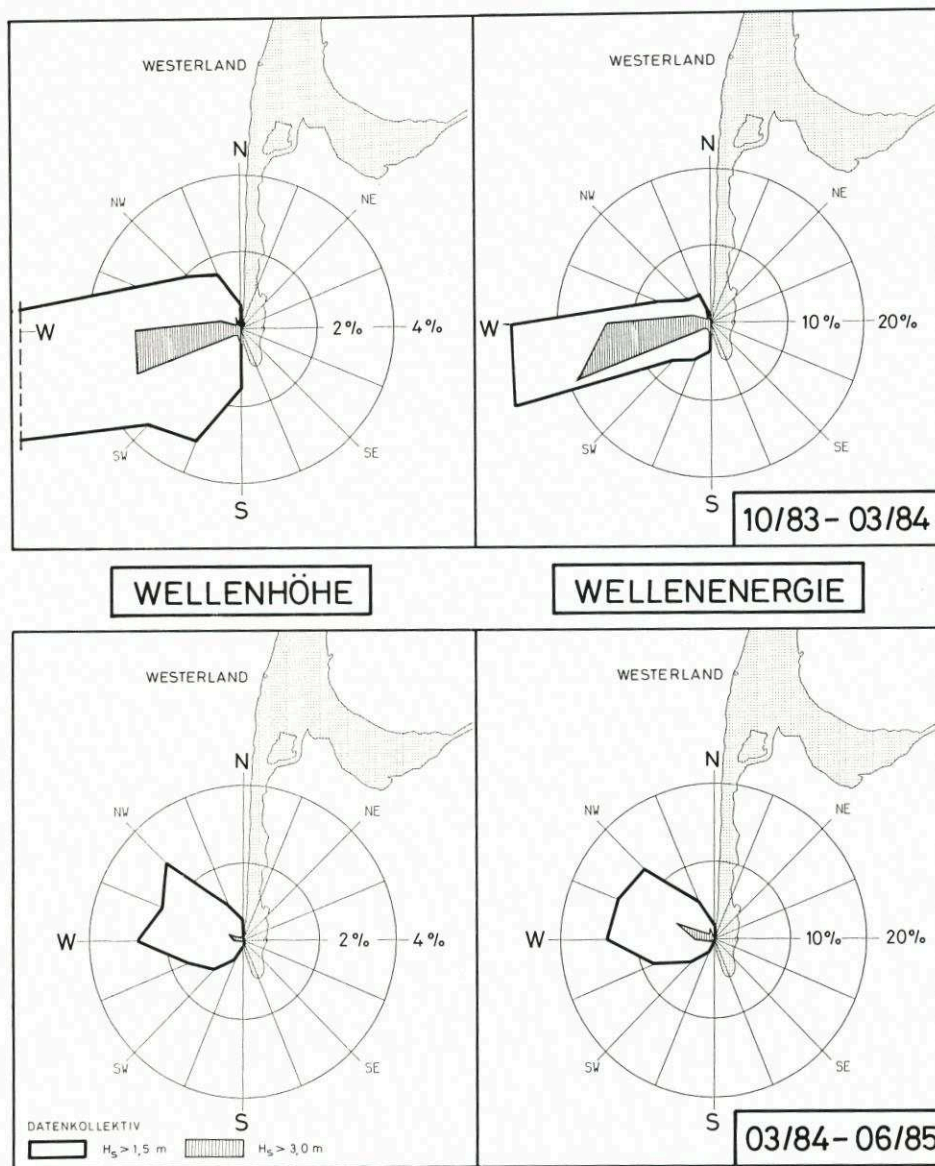 WESTERLAND
N
NW
NE
W
2%
4%
SW
SE
S
WESTERLAND
N
NW
NE
W
10%
20%
SW
SE
S
10/83 – 03/84
WELLENHÖHE
WELLENENERGIE
WESTERLAND
N
NW
NE
W
2%
4%
SW
SE
S
DATENKOLLEKTIV
Hs > 1,5 m
Hs > 3,0 m
WESTERLAND
N
NW
NE
W
10%
20%
SW
SE
S
03/84 – 06/85